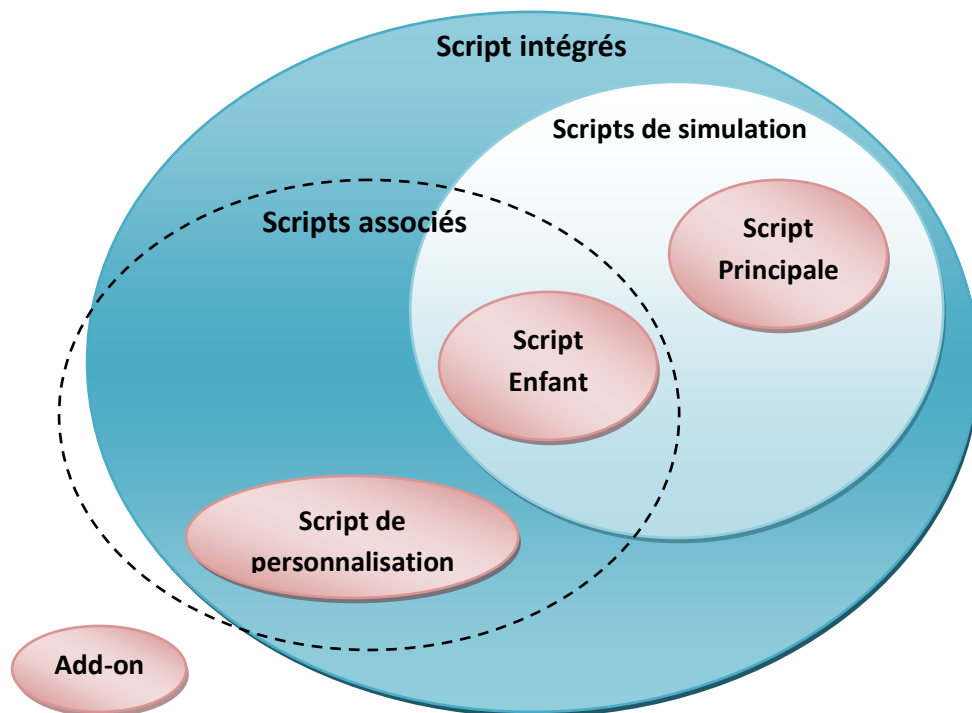 Script intégrés
Scripts de simulation
Script
Principale
Scripts associés
Script
Enfant
Script de
personnalisation
Add-on